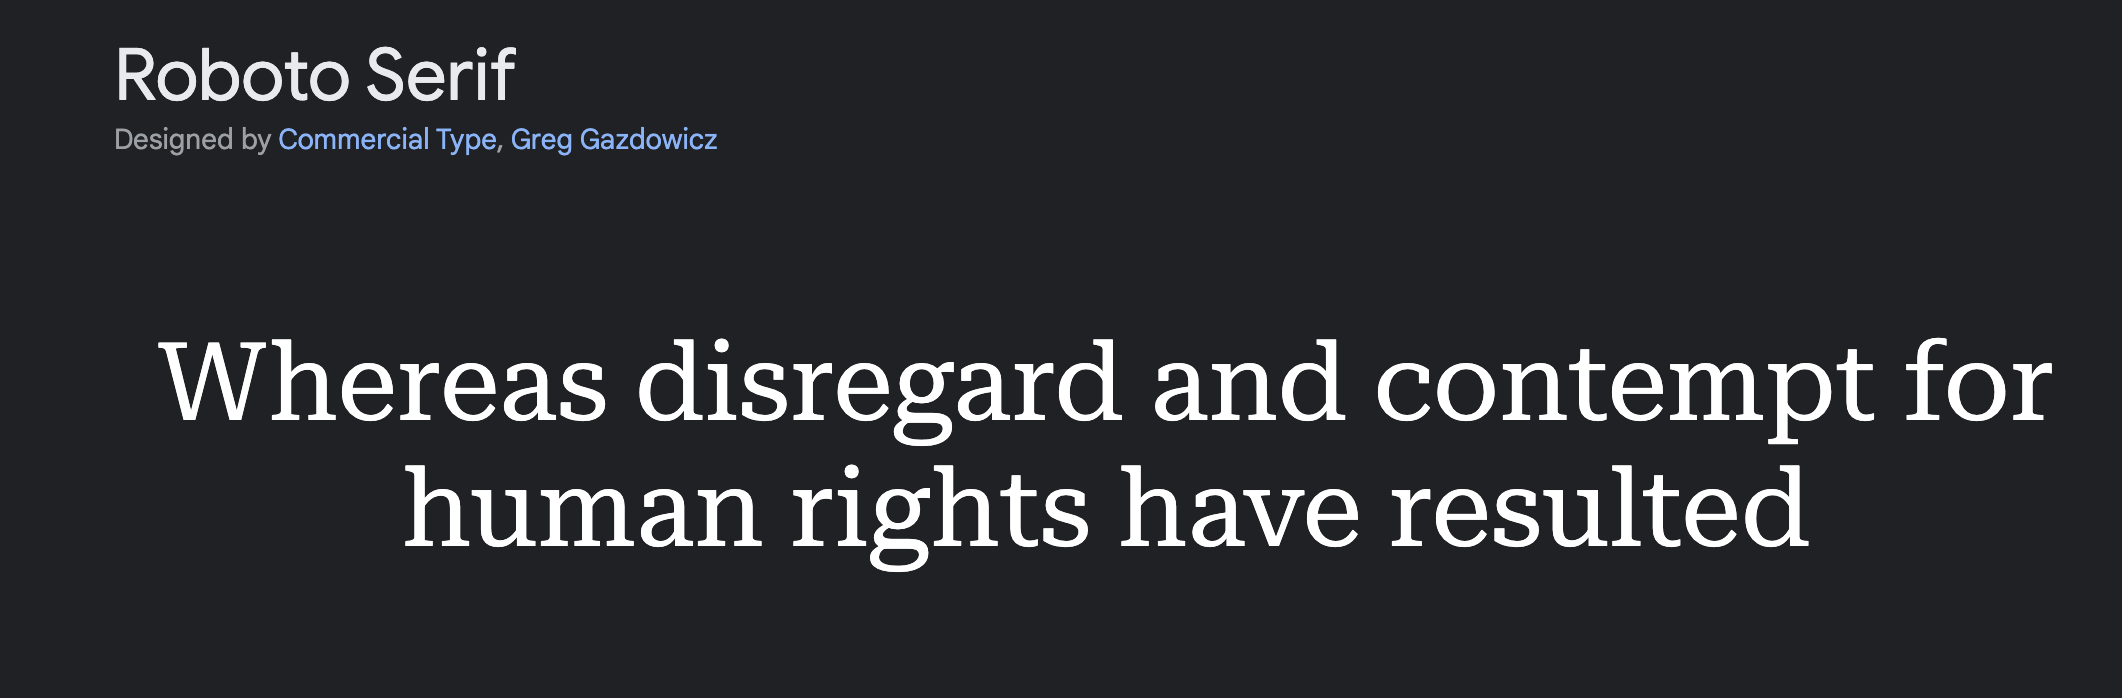 Roboto Serif
Designed by Commercial Type, Greg Gazdowicz
Whereas disregard and contempt for
human rights have resulted